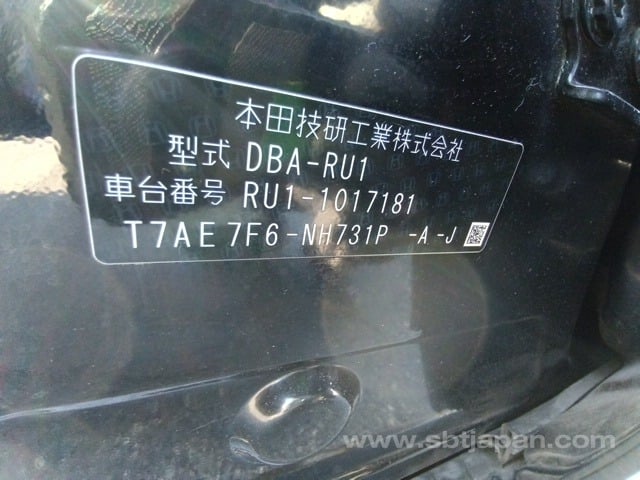 本田技研工業株式会社
型式 DBA-RU1
車台番号 RU1-1017181
T7AE 7F6-NH731P -A-J
www.sbtjapan.com